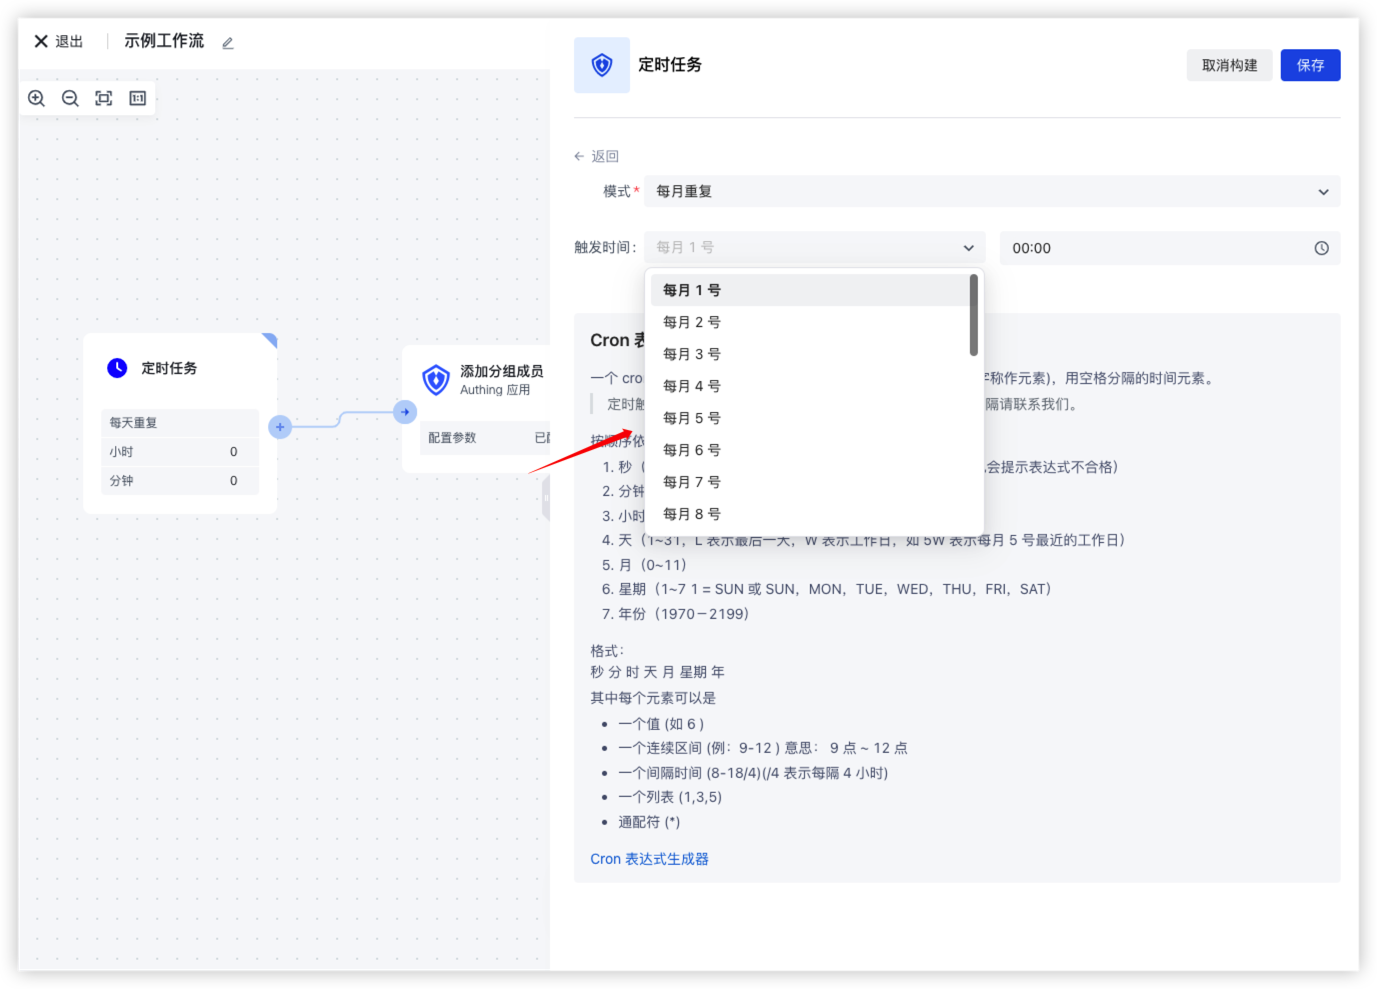 退出
示例工作流
1:1
定时任务
每天重复
小时 0
分钟 0
添加分组成员
Authing 应用
配置参数 已
定时任务
取消构建
保存
返回
模式*
每月重复
触发时间：
每月 1 号
00:00
每月 1 号
每月 2 号
每月 3 号
每月 4 号
每月 5 号
每月 6 号
每月 7 号
每月 8 号
Cron
一个 cro 称作元素)，用空格分隔的时间元素。
定时 隔请联系我们。
按顺序依
1. 秒（ 会提示表达式不合格）
2. 分钟
3. 小时
4. 天（1~31，L 表示最后一天，W 表示工作日，如 5W 表示每月 5 号最近的工作日）
5. 月（0~11）
6. 星期（1~7 1 = SUN 或 SUN，MON，TUE，WED，THU，FRI，SAT）
7. 年份（1970－2199）
格式：
秒 分 时 天 月 星期 年
其中每个元素可以是
一个值 (如 6 )
一个连续区间 (例：9-12 ) 意思： 9 点 ~ 12 点
一个间隔时间 (8-18/4)(/4 表示每隔 4 小时)
一个列表 (1,3,5)
通配符 (*)
Cron 表达式生成器